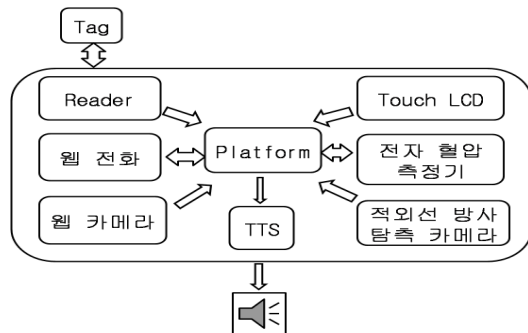 Tag
Reader
Touch LCD
웹 전화
Platform
전자 혈압
측정기
웹 카메라
TTS
적외선 방사
탐측 카메라